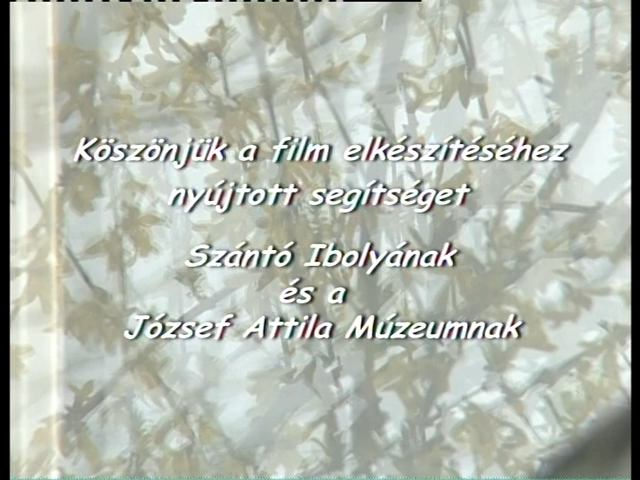 Köszönjük a film elkészítéséhez
nyújtott segítséget
Szántó Ibolyának
és a
József Attila Múzeumnak